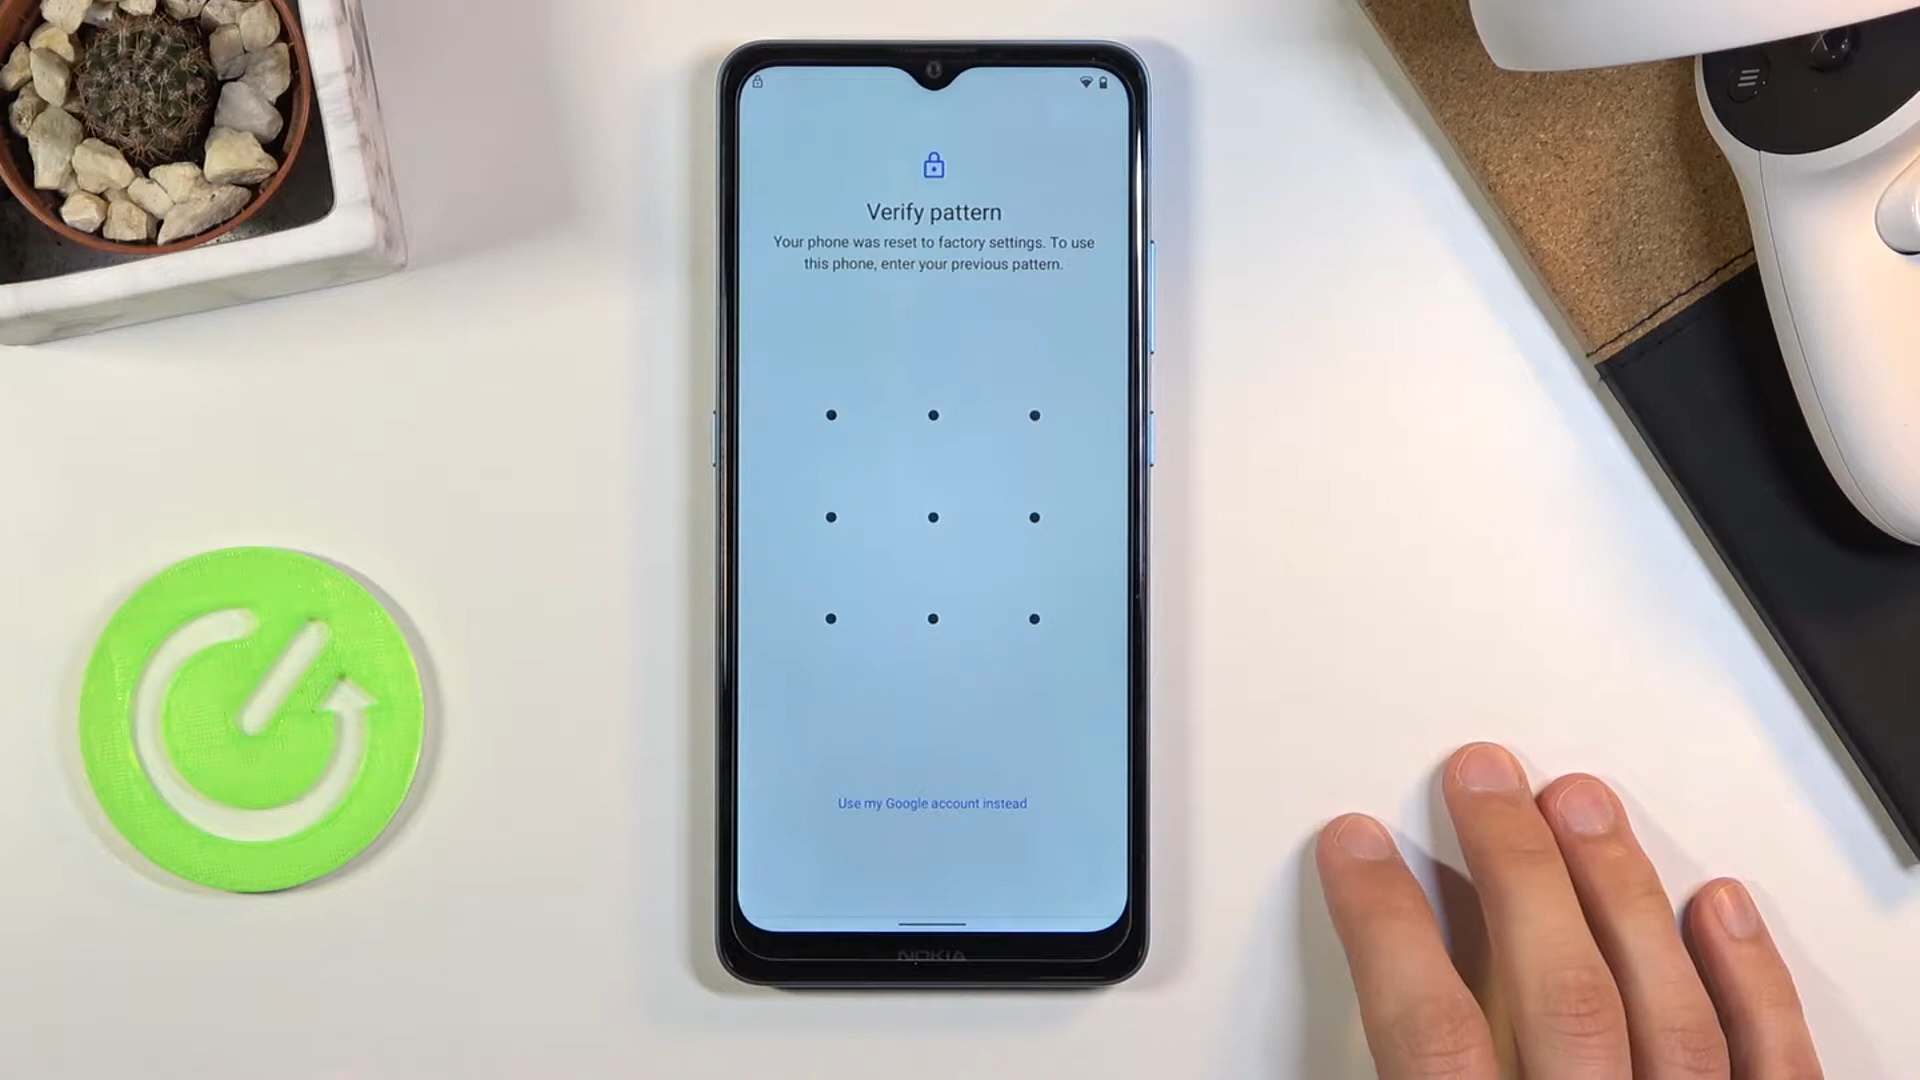 Verify pattern
Your phone was reset to factory settings. To use
this phone, enter your previous pattern.
Use my Google account instead
NOKIA